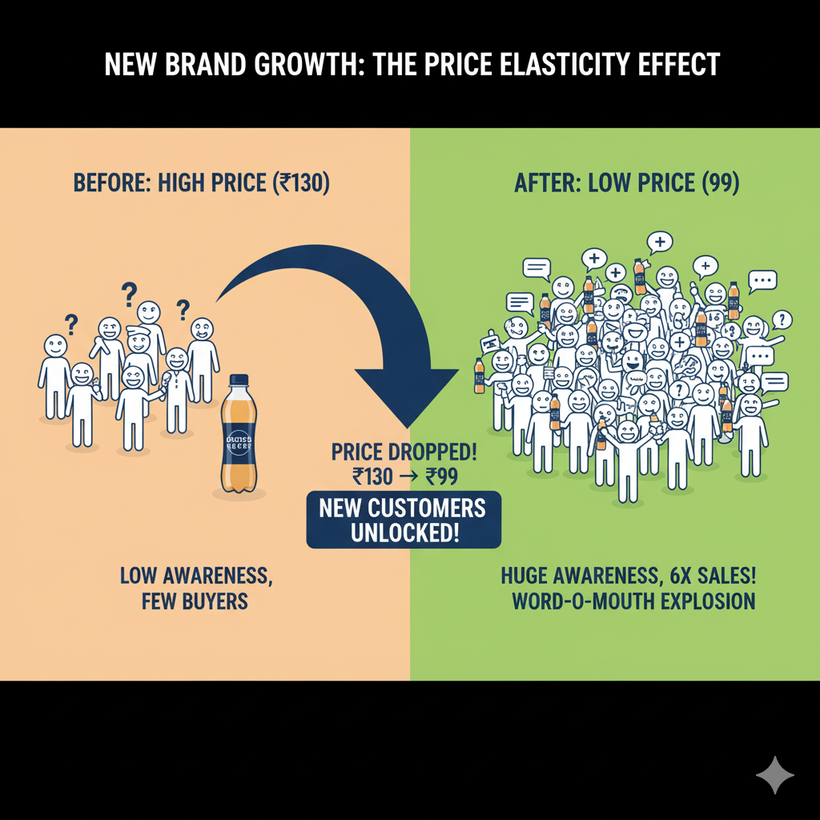 NEW BRAND GROWTH: THE PRICE ELASTICITY EFFECT
BEFORE: HIGH PRICE (₹130)
AFTER: LOW PRICE (99)
? ? ?
+ + + +
?
+
?
PRICE DROPPED!
₹130 → ₹99
NEW CUSTOMERS
UNLOCKED!
LOW AWARENESS,
FEW BUYERS
HUGE AWARENESS, 6X SALES!
WORD-O-MOUTH EXPLOSION